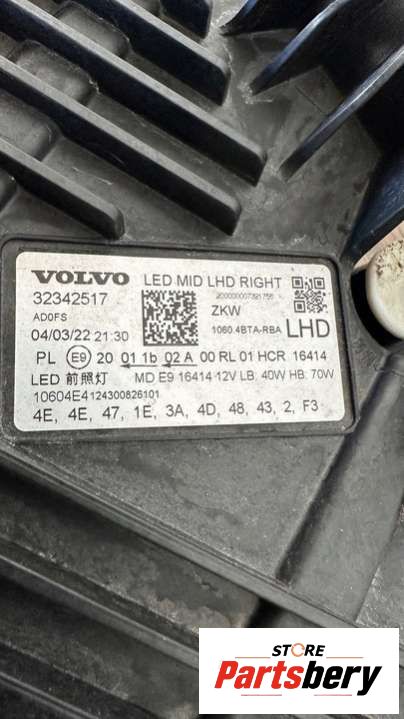 VOLVO LED MID LHD RIGHT
32342517
AD0FS
ZKW
04/03/22 21:30
1060.4BTA-RBA LHD
PL E9 20 01 1b 02 A 00 RL 01 HCR 16414
LED 前照灯 MD E9 16414 12V LB: 40W HB: 70W
10604E4124300826101
4E, 4E, 47, 1E, 3A, 4D, 48, 43, 2, F3
STORE
Partsbery